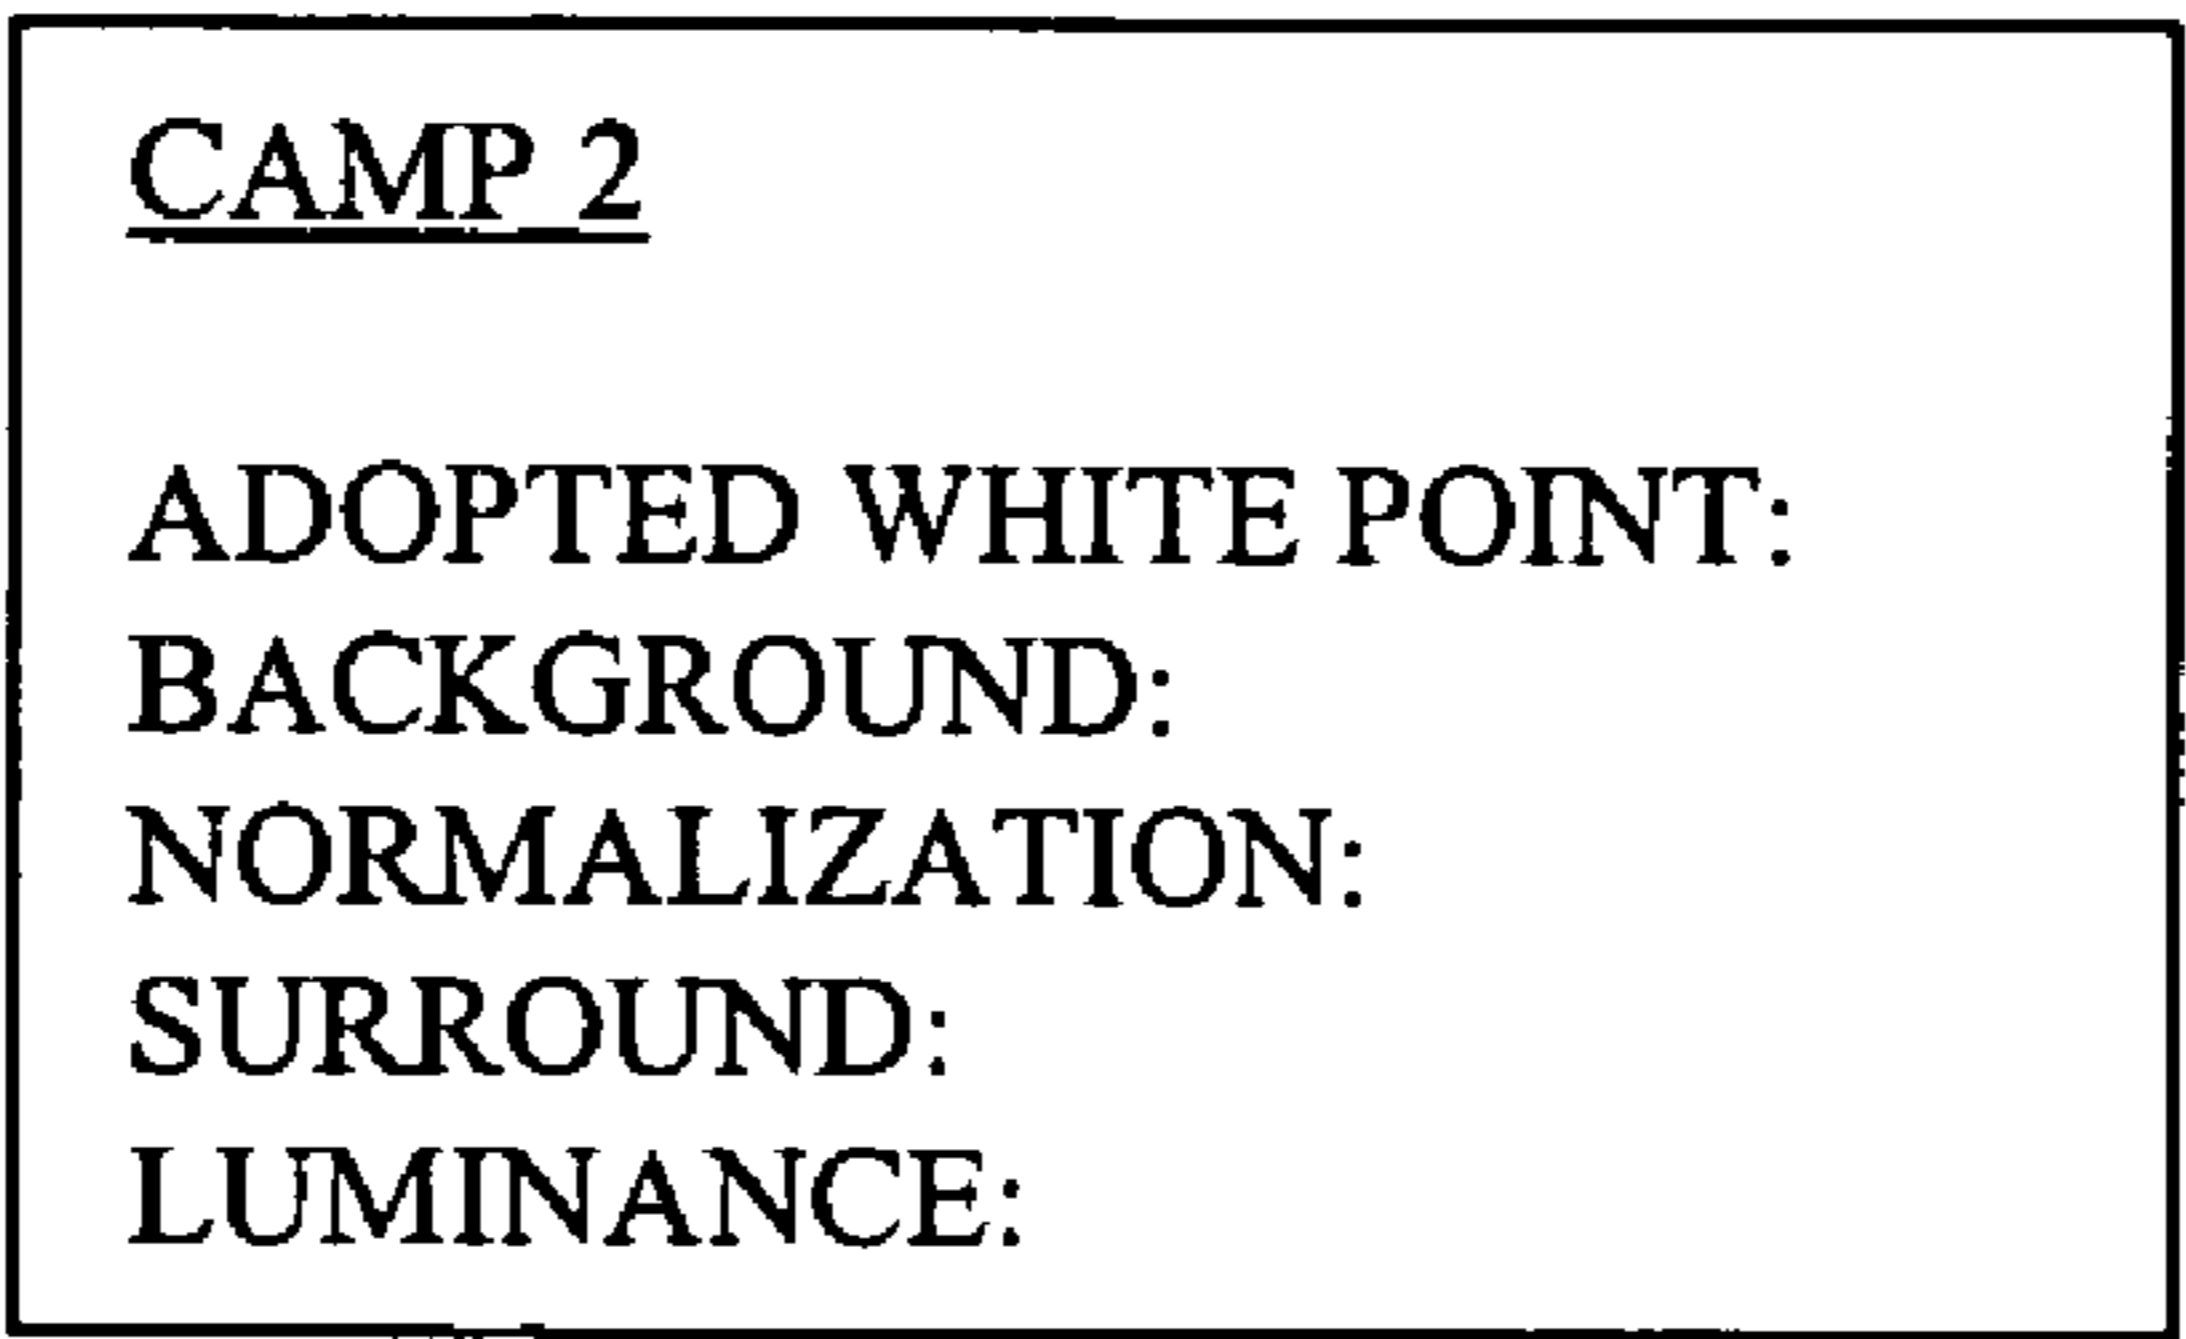 CAMP 2
ADOPTED WHITE POINT:
BACKGROUND:
NORMALIZATION:
SURROUND:
LUMINANCE: